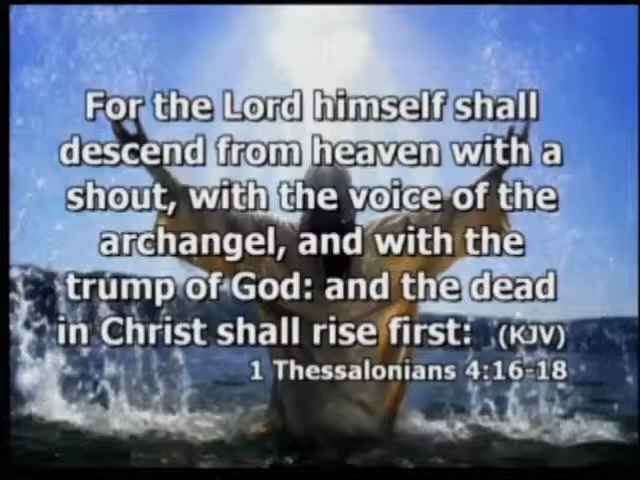 For the Lord himself shall
descend from heaven with a
shout, with the voice of the
archangel, and with the
trump of God: and the dead
in Christ shall rise first: (KJV)
1 Thessalonians 4:16-18